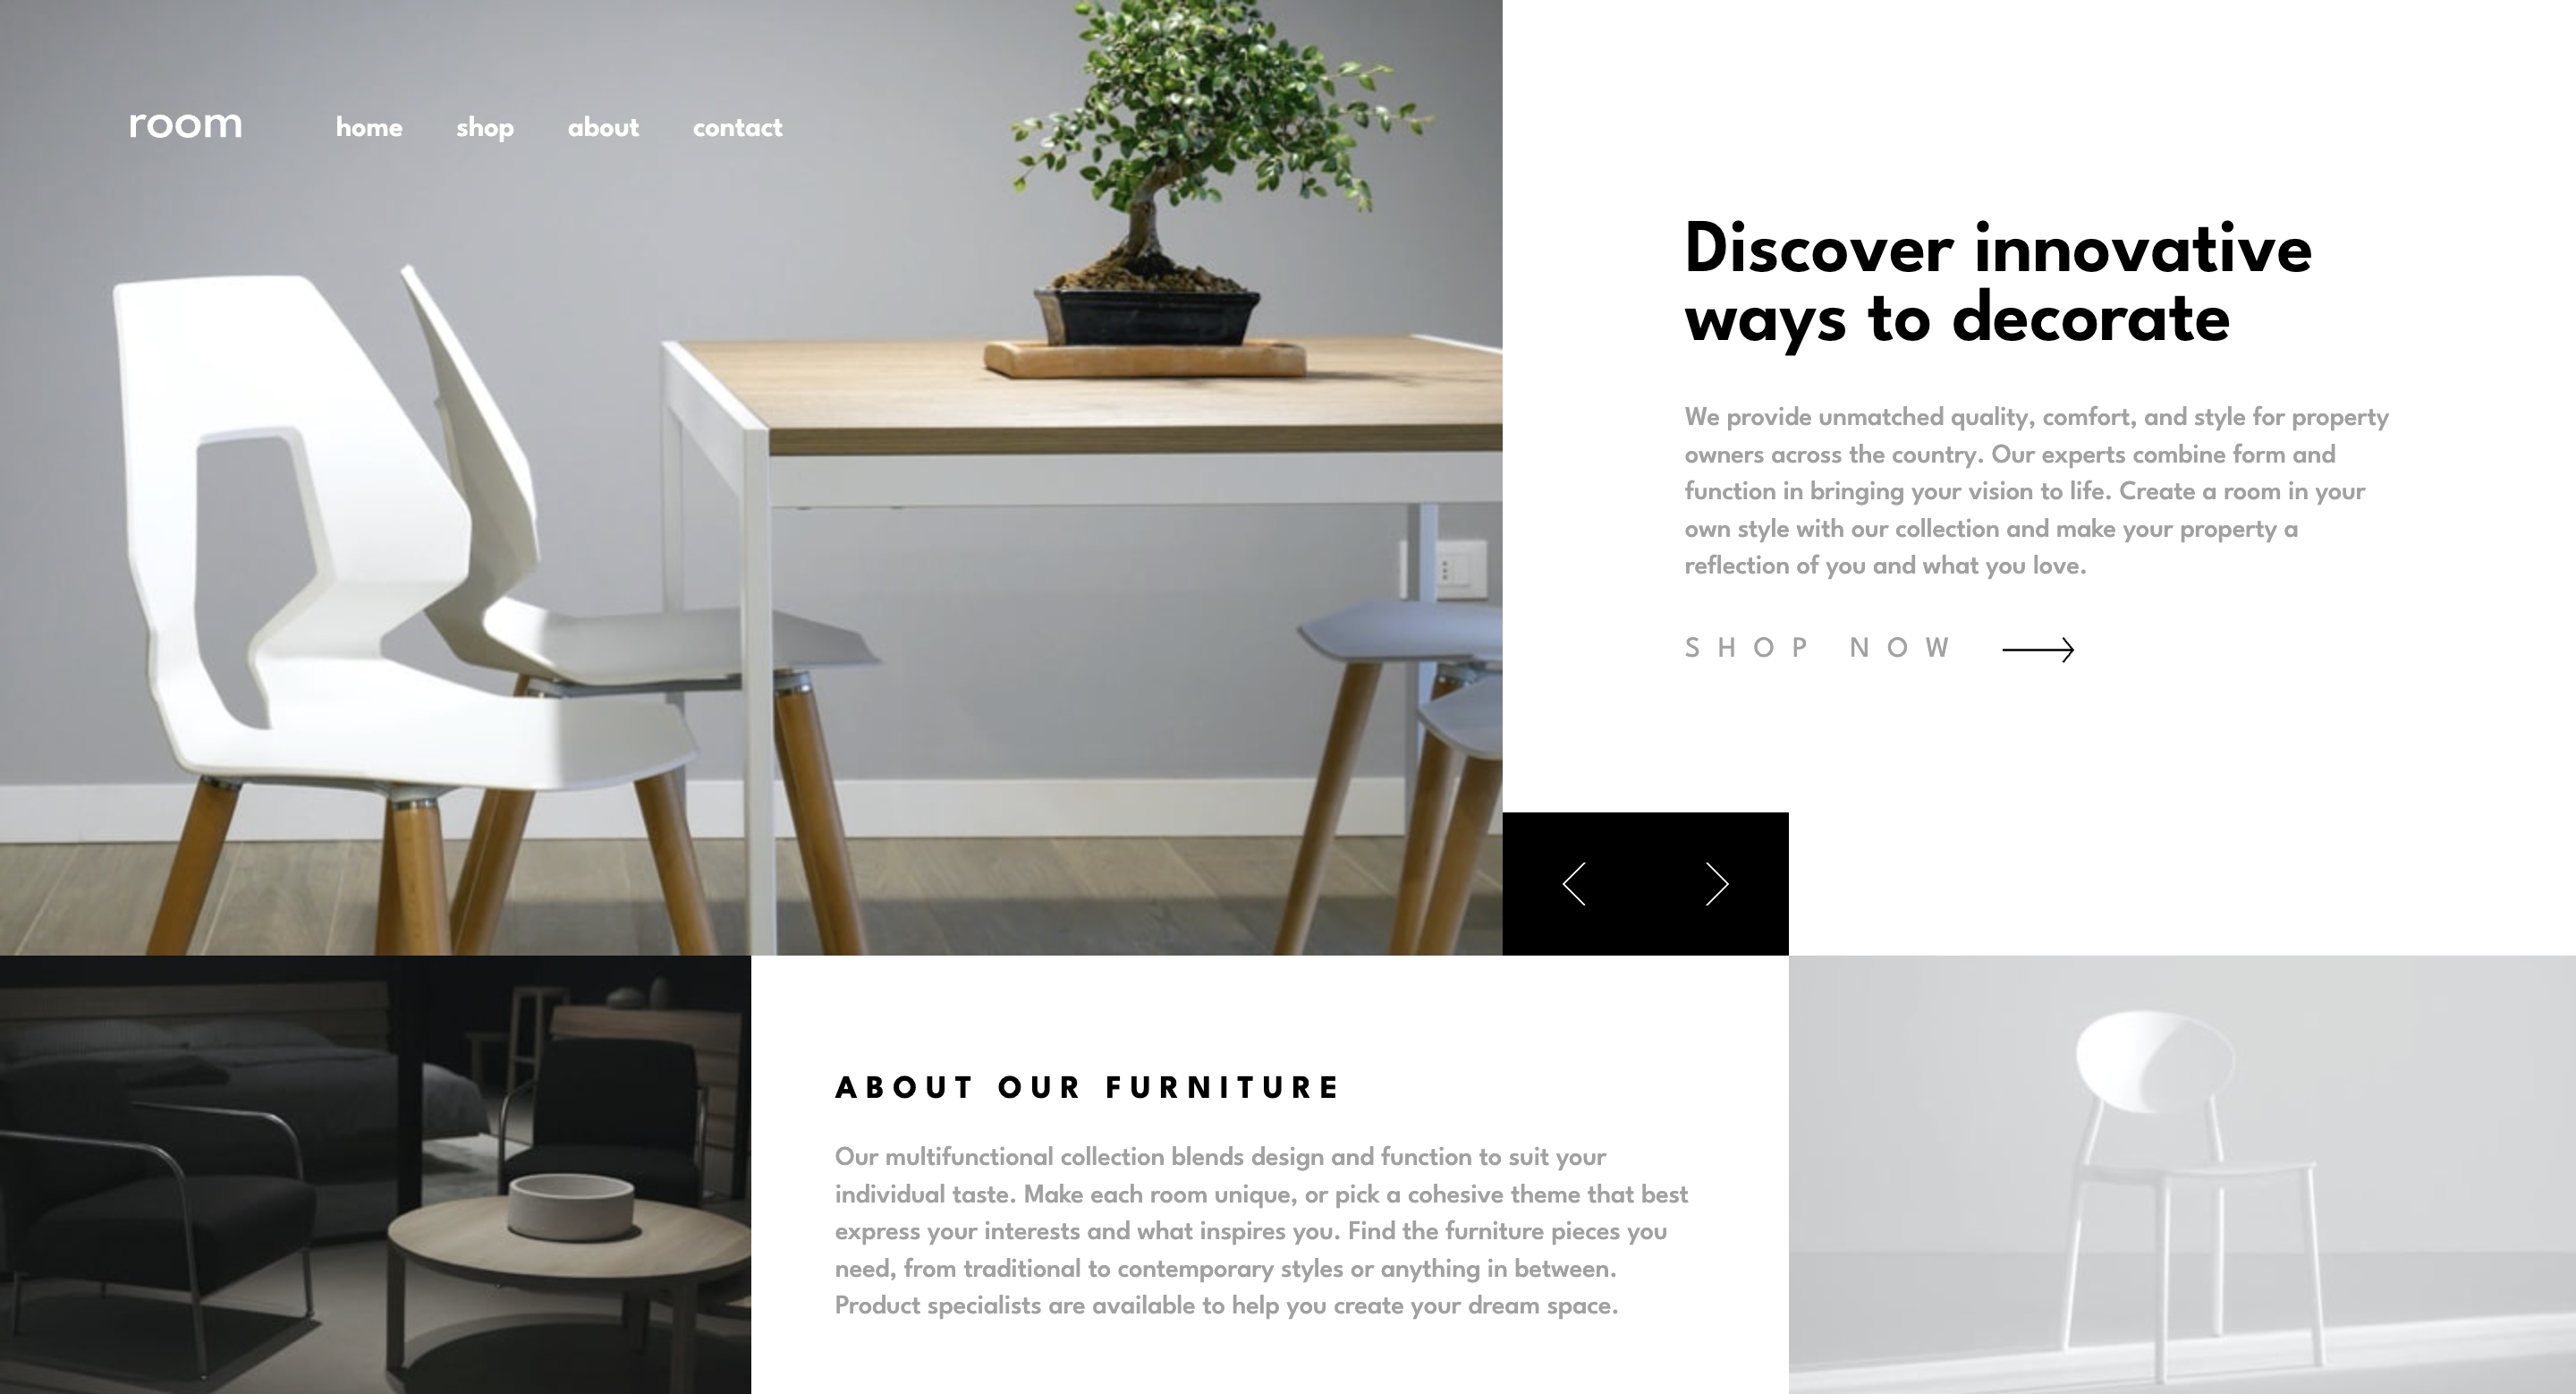 room
home shop about contact
Discover innovative
ways to decorate
We provide unmatched quality, comfort, and style for property
owners across the country. Our experts combine form and
function in bringing your vision to life. Create a room in your
own style with our collection and make your property a
reflection of you and what you love.
SHOP NOW
ABOUT OUR FURNITURE
Our multifunctional collection blends design and function to suit your
individual taste. Make each room unique, or pick a cohesive theme that best
express your interests and what inspires you. Find the furniture pieces you
need, from traditional to contemporary styles or anything in between.
Product specialists are available to help you create your dream space.